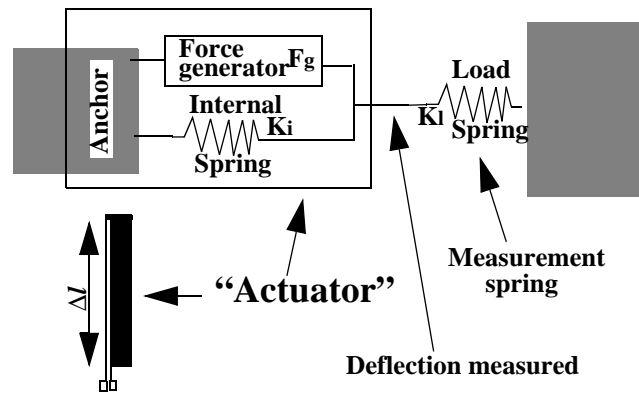 Force
generator Fg
Anchor
Internal
Ki
Spring
Load
Kl
Spring
Measurement
spring
Δl
“Actuator”
Deflection measured